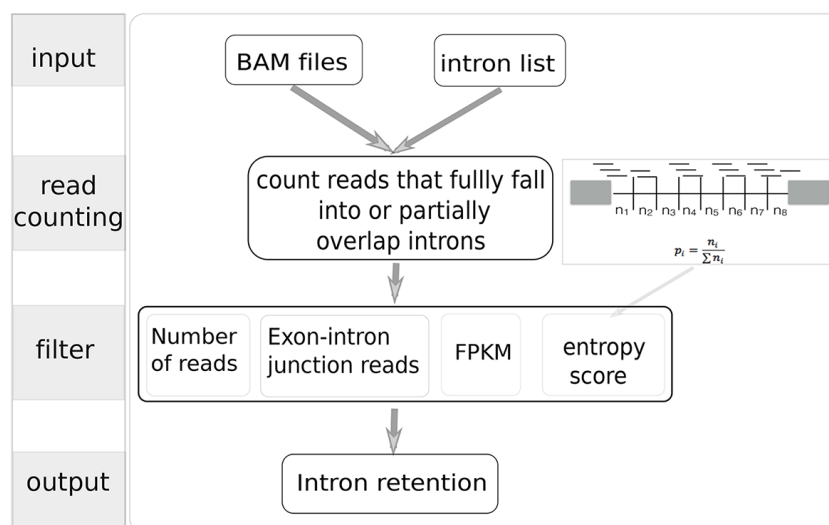 input
BAM files
intron list
read
counting
count reads that fullly fall
into or partially
overlap introns
n1 n2 n3 n4 n5 n6 n7 n8
pi = ni / ∑ ni
filter
Number
of reads
Exon-intron
junction reads
FPKM
entropy
score
output
Intron retention